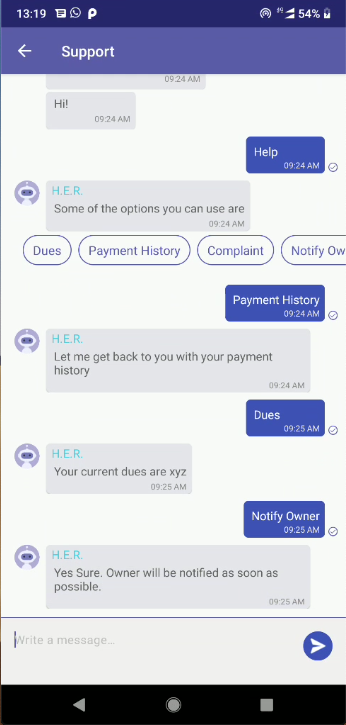 13:19
54%
Support
09:24 AM
Hi!
09:24 AM
Help
09:24 AM
H.E.R.
Some of the options you can use are
09:24 AM
Dues
Payment History
Complaint
Notify Ow
Payment History
09:24 AM
H.E.R.
Let me get back to you with your payment
history
09:24 AM
Dues
09:25 AM
H.E.R.
Your current dues are xyz
09:25 AM
Notify Owner
09:25 AM
H.E.R.
Yes Sure. Owner will be notified as soon as
possible.
09:25 AM
Write a message...